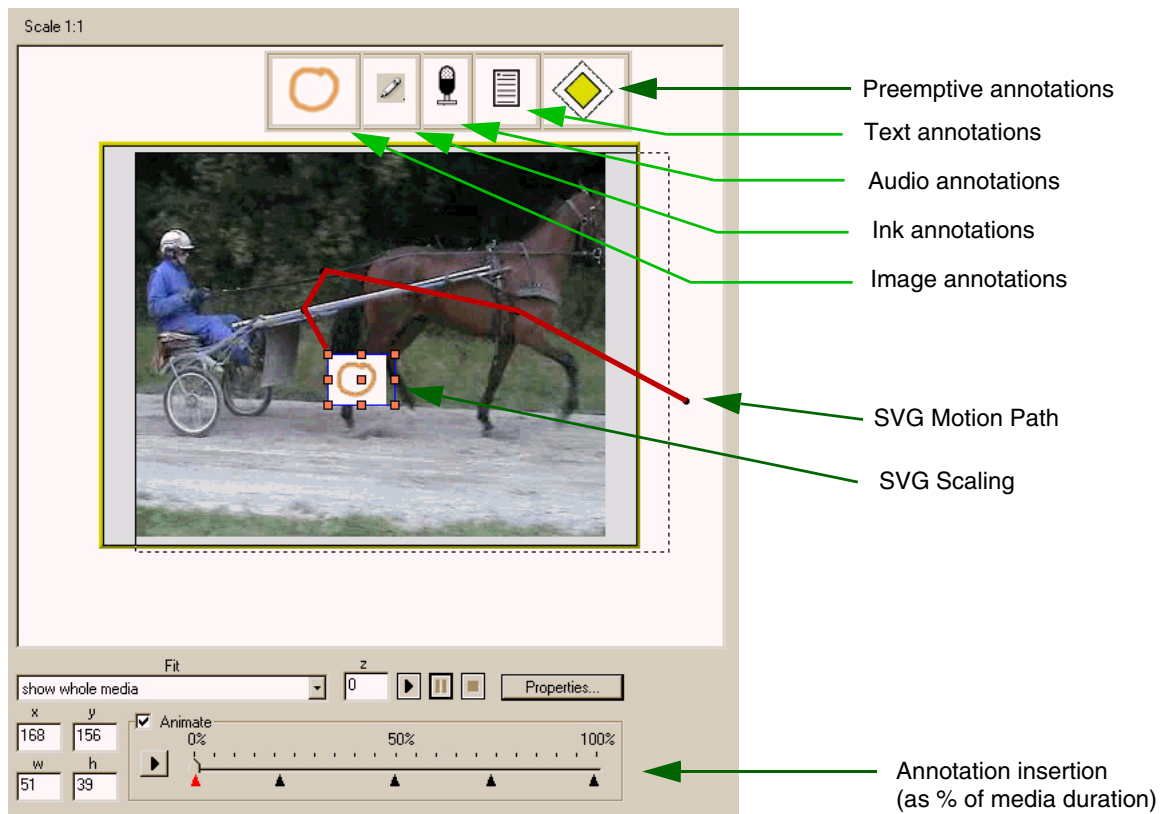 Scale 1:1
Preemptive annotations
Text annotations
Audio annotations
Ink annotations
Image annotations
SVG Motion Path
SVG Scaling
Fit
z
show whole media
0
Properties...
x y
168 156
w h
51 39
Animate
0% 50% 100%
Annotation insertion
(as % of media duration)